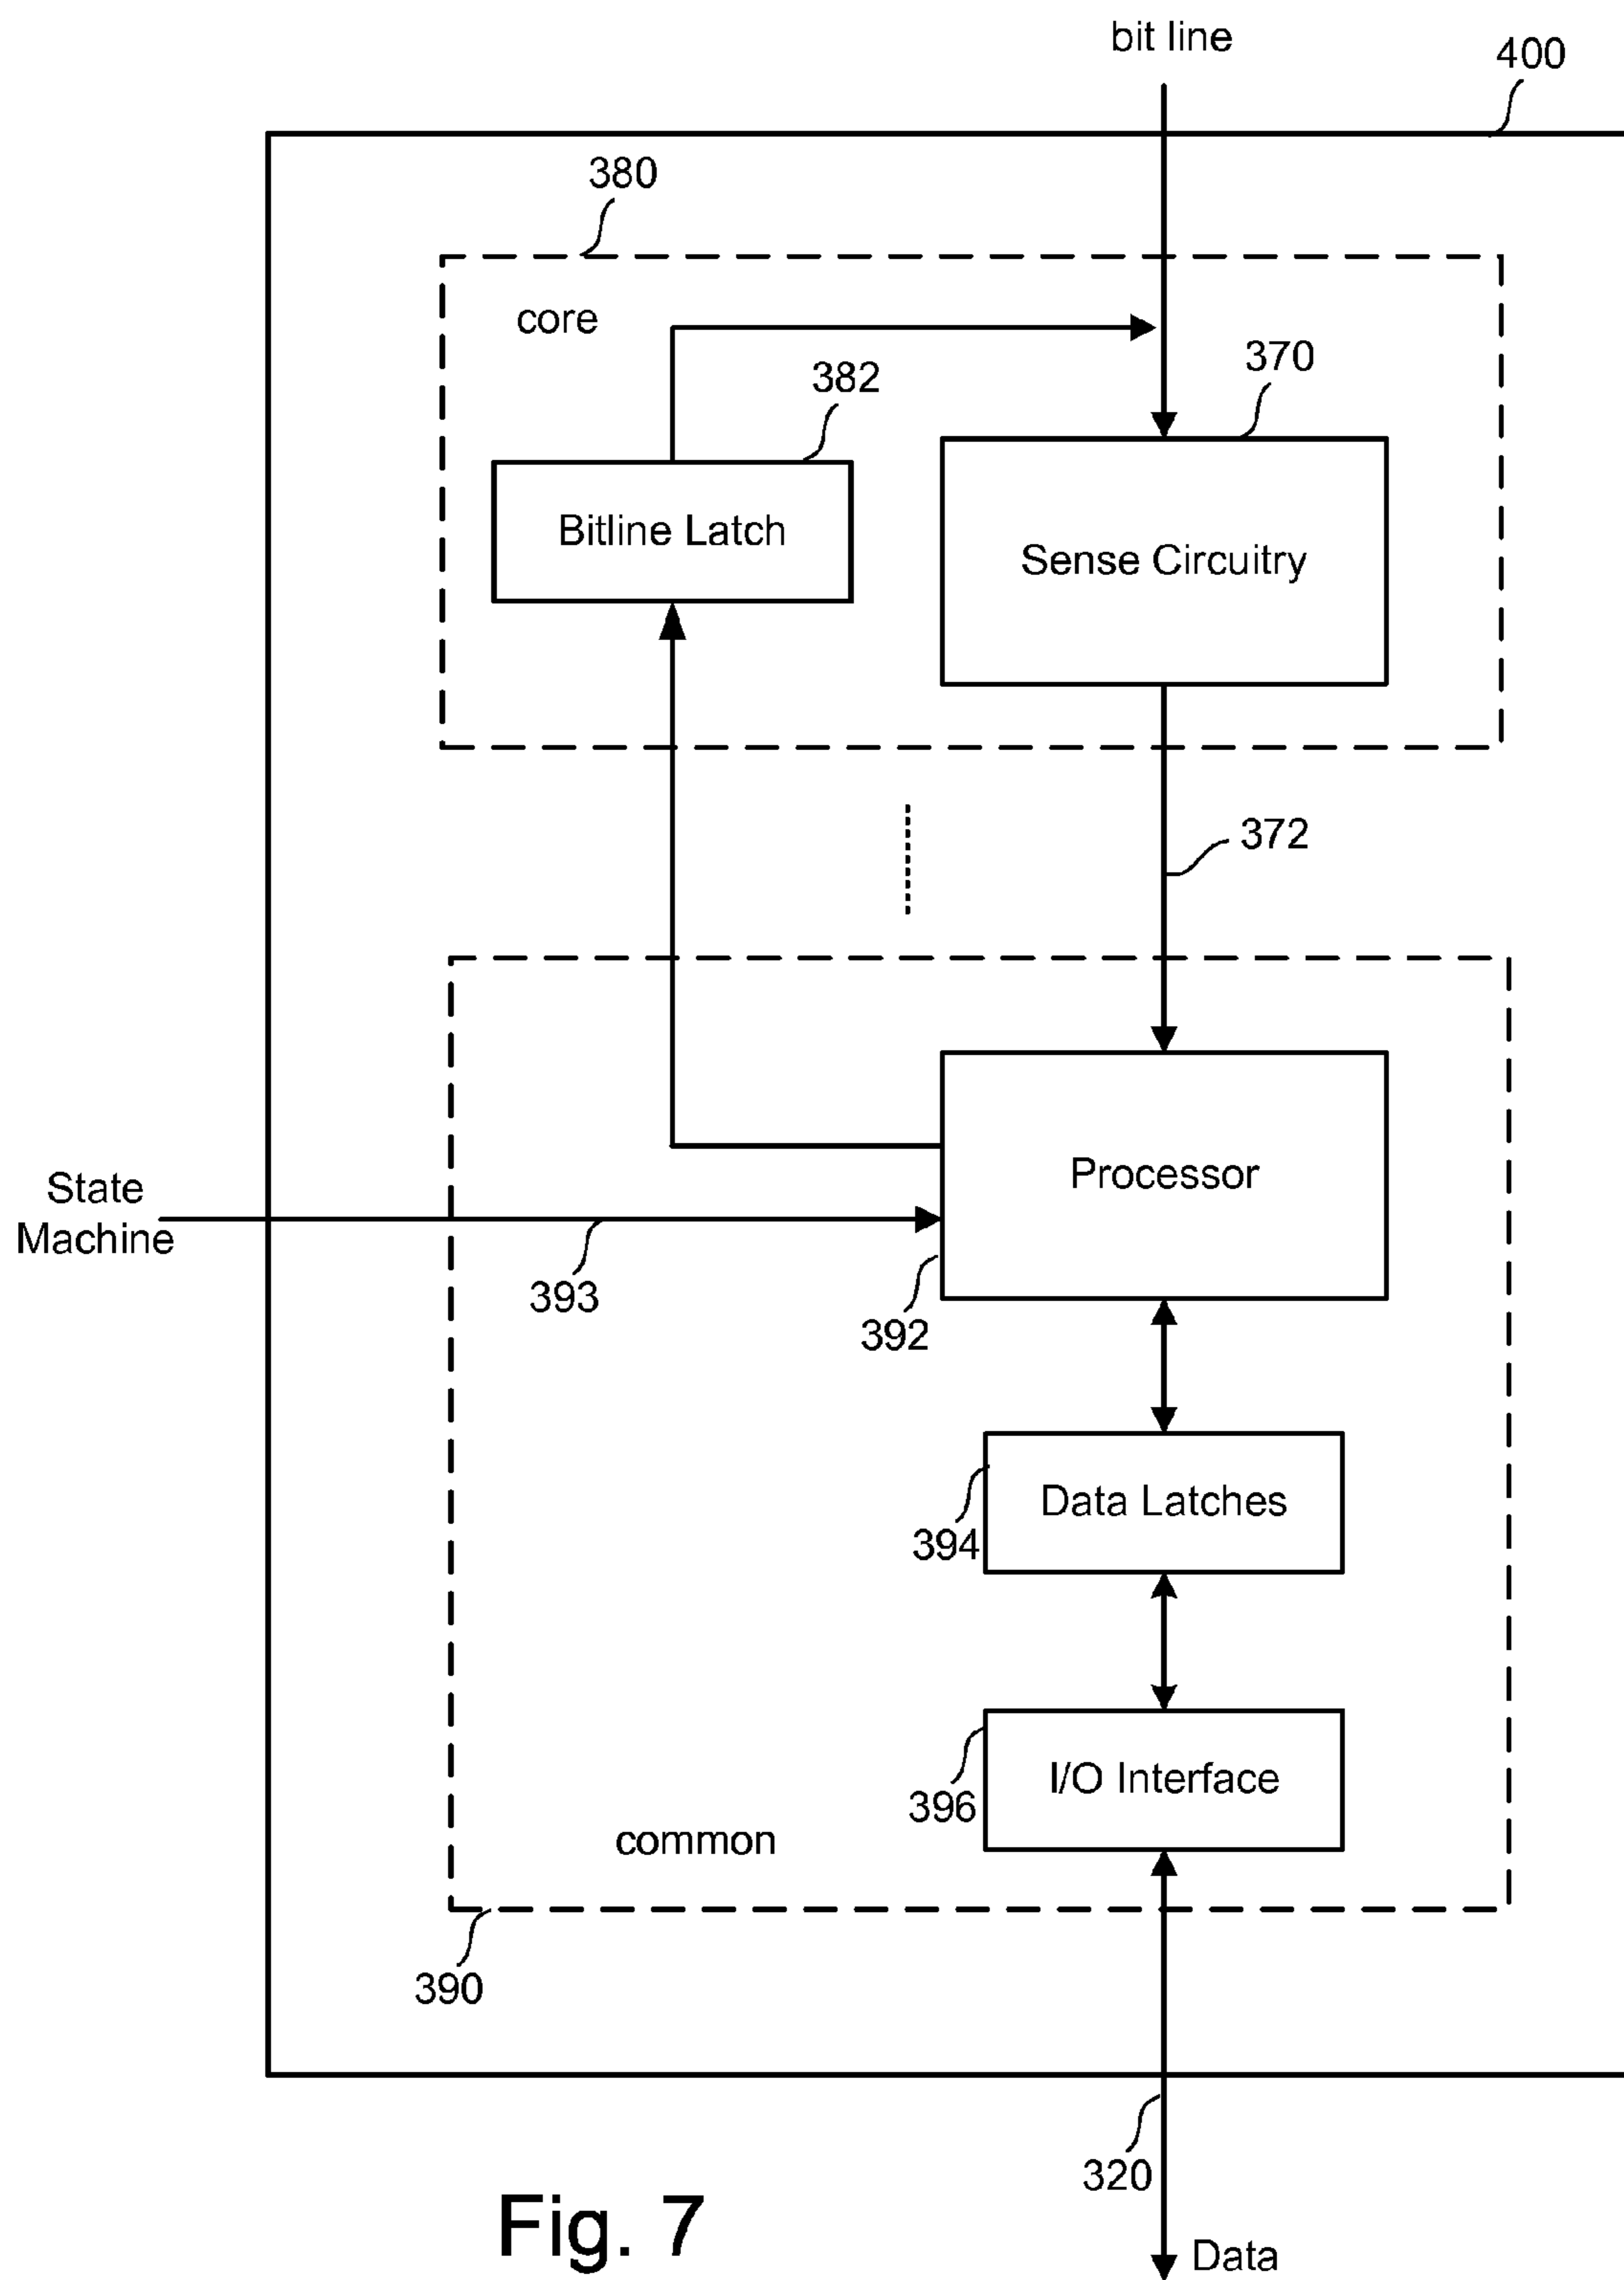 bit line
400
380
core
370
382
Bitline Latch
Sense Circuitry
372
Processor
State
Machine
393
392
Data Latches
394
I/O Interface
396
common
390
320
Fig. 7
Data